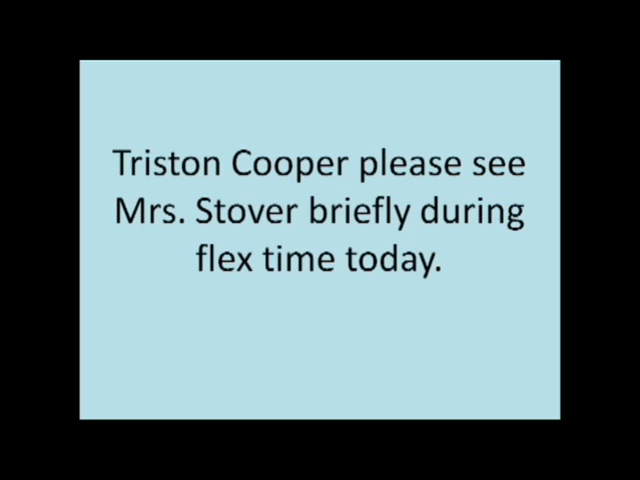 Triston Cooper please see
Mrs. Stover briefly during
flex time today.